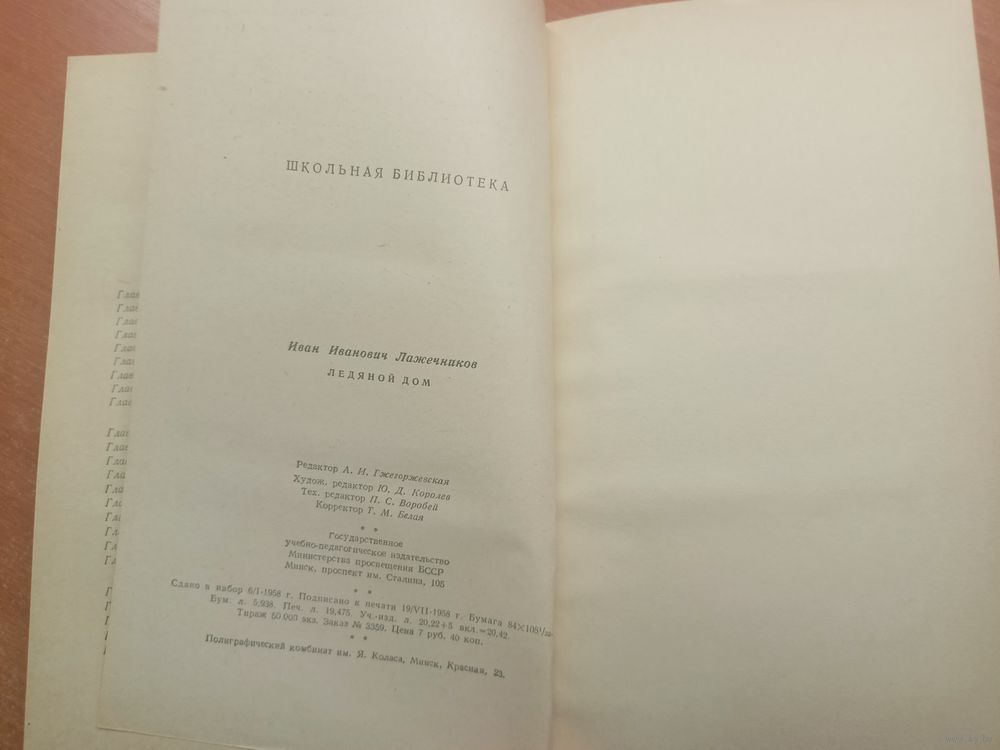 ШКОЛЬНАЯ БИБЛИОТЕКА
Иван Иванович Лажечников
ЛЕДЯНОЙ ДОМ
Редактор А. И. Гжегоржевская
Худож. редактор Ю. Д. Королев
Тех. редактор П. С. Воробей
Корректор Т. М. Белая
* *
Государственное
учебно-педагогическое издательство
Министерства просвещения БССР
Минск, проспект им. Сталина, 105
* *
Сдано в набор 6/I-1958 г. Подписано к печати 19/VII-1958 г. Бумага 84×108¹/₃₂.
Бум. л. 5,938. Печ. л. 19,475. Уч.-изд. л. 20,22+5 вкл.=20,42.
Тираж 50 000 экз. Заказ № 3359. Цена 7 руб. 40 коп.
* *
Полиграфический комбинат им. Я. Коласа, Минск, Красная, 23.